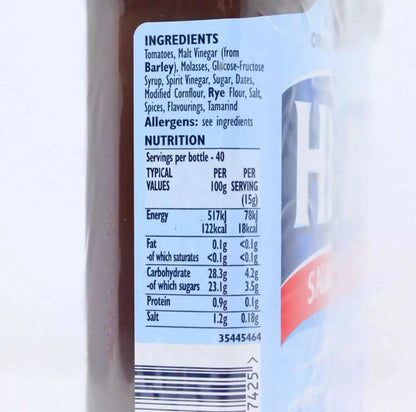 INGREDIENTS
Tomatoes, Malt Vinegar (from
Barley), Molasses, Glucose-Fructose
Syrup, Spirit Vinegar, Sugar, Dates,
Modified Cornflour, Rye Flour, Salt,
Spices, Flavourings, Tamarind
Allergens: see ingredients
NUTRITION
Servings per bottle - 40
TYPICAL PER PER
VALUES 100g SERVING
(15g)
Energy 517kJ 78kJ
122kcal 18kcal
Fat 0.1g <0.1g
-of which saturates <0.1g <0.1g
Carbohydrate 28.3g 4.2g
-of which sugars 23.1g 3.5g
Protein 0.9g 0.1g
Salt 1.2g 0.18g
35445464
7425>
H
SA